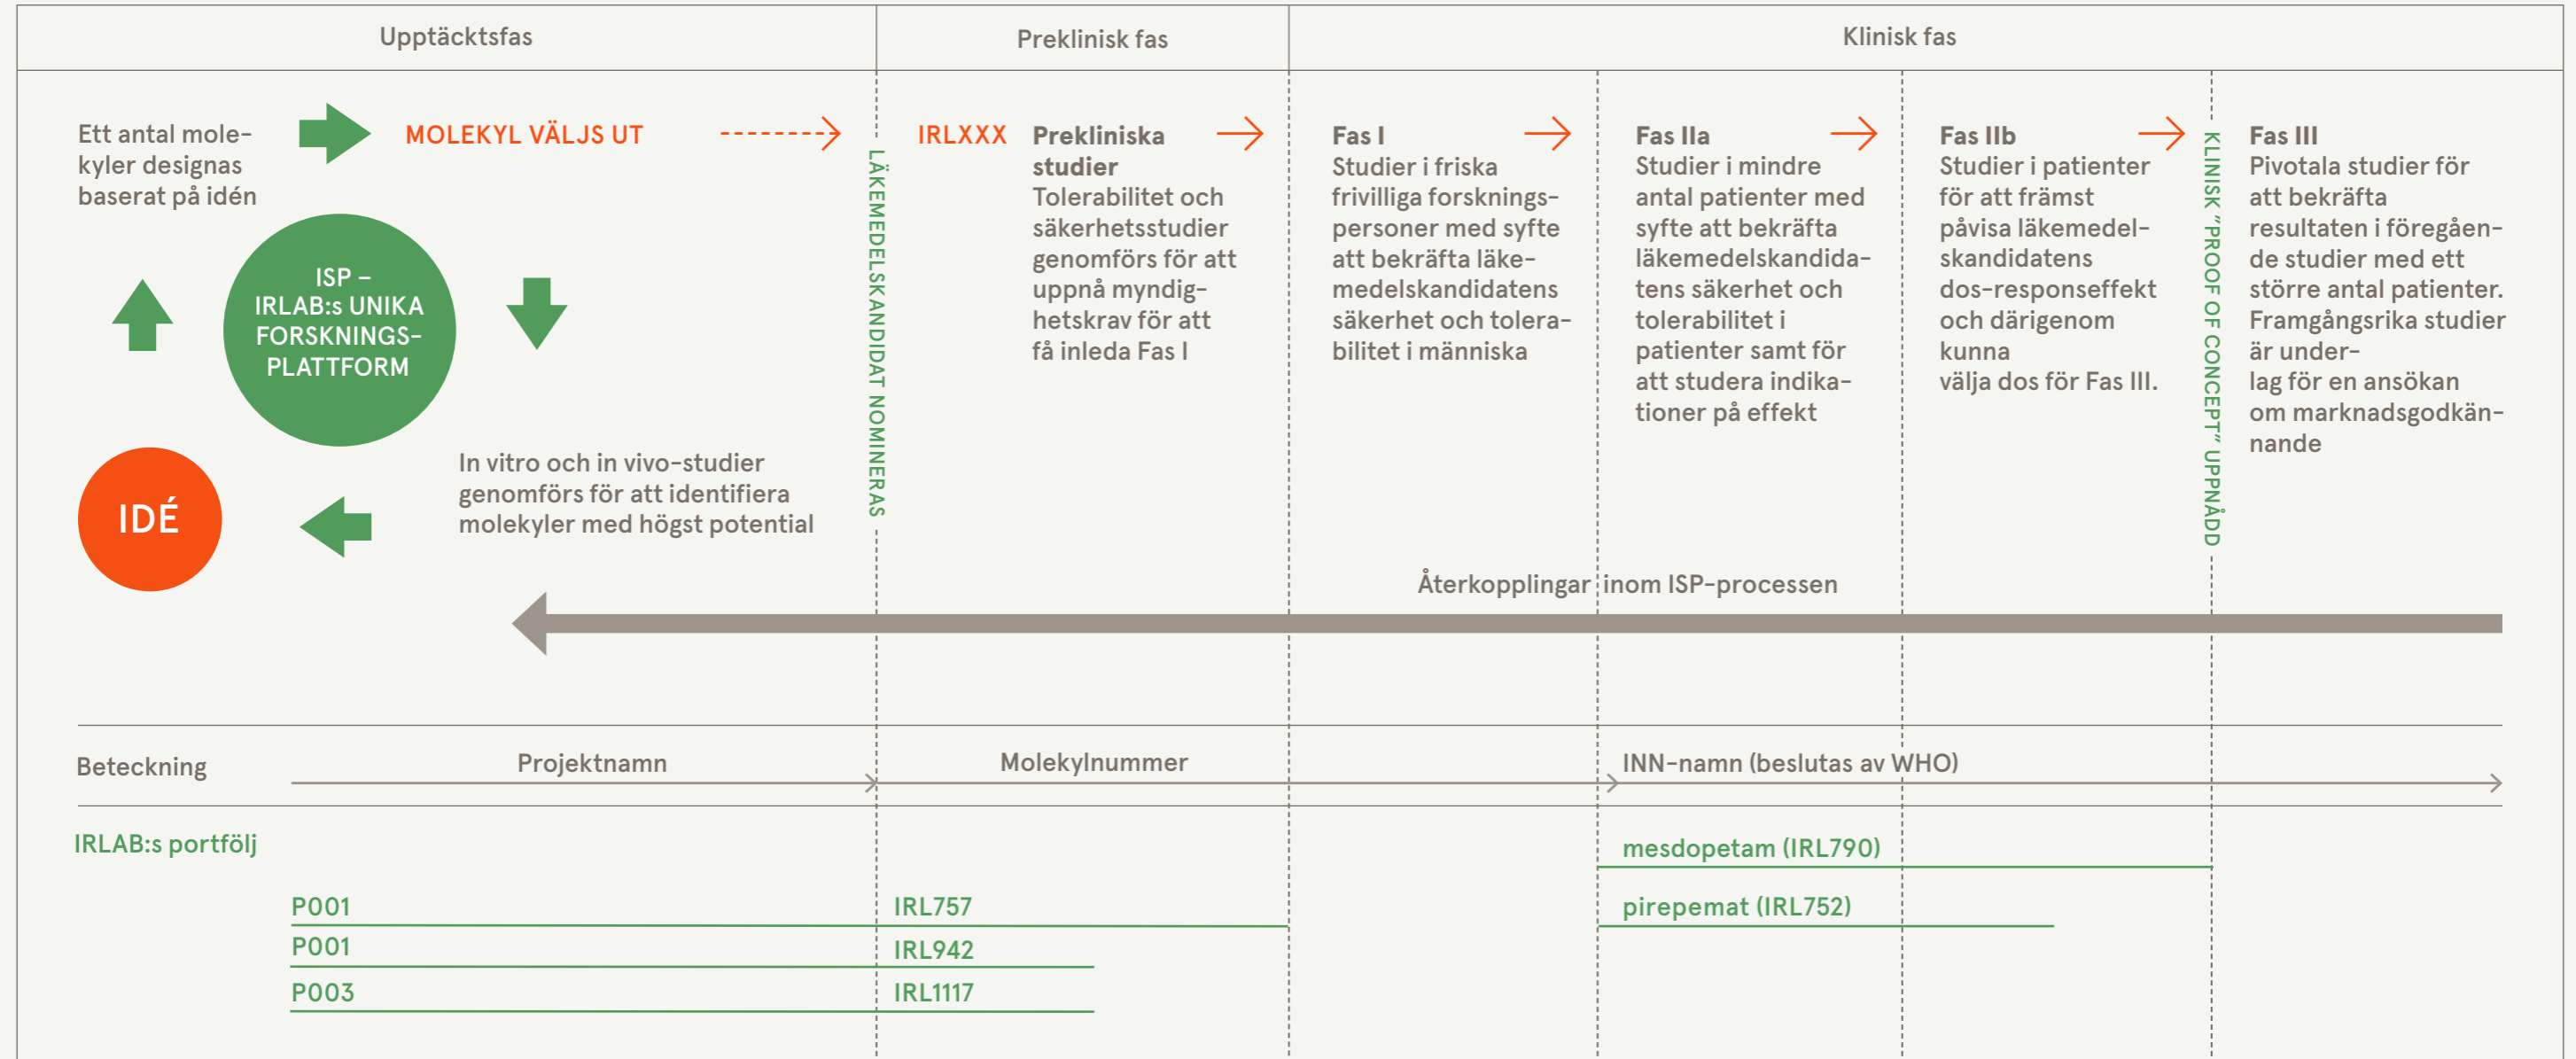 Upptäcktsfas
Preklinisk fas
Klinisk fas
Ett antal mole-
kyler designas
baserat på idén
MOLEKYL VÄLJS UT
ISP –
IRLAB:s UNIKA
FORSKNINGS-
PLATTFORM
IDÉ
In vitro och in vivo-studier
genomförs för att identifiera
molekyler med högst potential
LÄKEMEDELSKANDIDAT NOMINERAS
IRLXXX
Prekliniska
studier
Tolerabilitet och
säkerhetsstudier
genomförs för att
uppnå myndig-
hetskrav för att
få inleda Fas I
Fas I
Studier i friska
frivilliga forsknings-
personer med syfte
att bekräfta läke-
medelskandidatens
säkerhet och tolera-
bilitet i människa
Fas IIa
Studier i mindre
antal patienter med
syfte att bekräfta
läkemedelskandida-
tens säkerhet och
tolerabilitet i
patienter samt för
att studera indika-
tioner på effekt
Fas IIb
Studier i patienter
för att främst
påvisa läkemedel-
skandidatens
dos-responseffekt
och därigenom
kunna
välja dos för Fas III.
KLINISK "PROOF OF CONCEPT" UPPNÅDD
Fas III
Pivotala studier för
att bekräfta
resultaten i föregåen-
de studier med ett
större antal patienter.
Framgångsrika studier
är under-
lag för en ansökan
om marknadsgodkän-
nande
Återkopplingar inom ISP-processen
Beteckning
Projektnamn
Molekylnummer
INN-namn (beslutas av WHO)
IRLAB:s portfölj
mesdopetam (IRL790)
P001
IRL757
pirepemat (IRL752)
P001
IRL942
P003
IRL1117